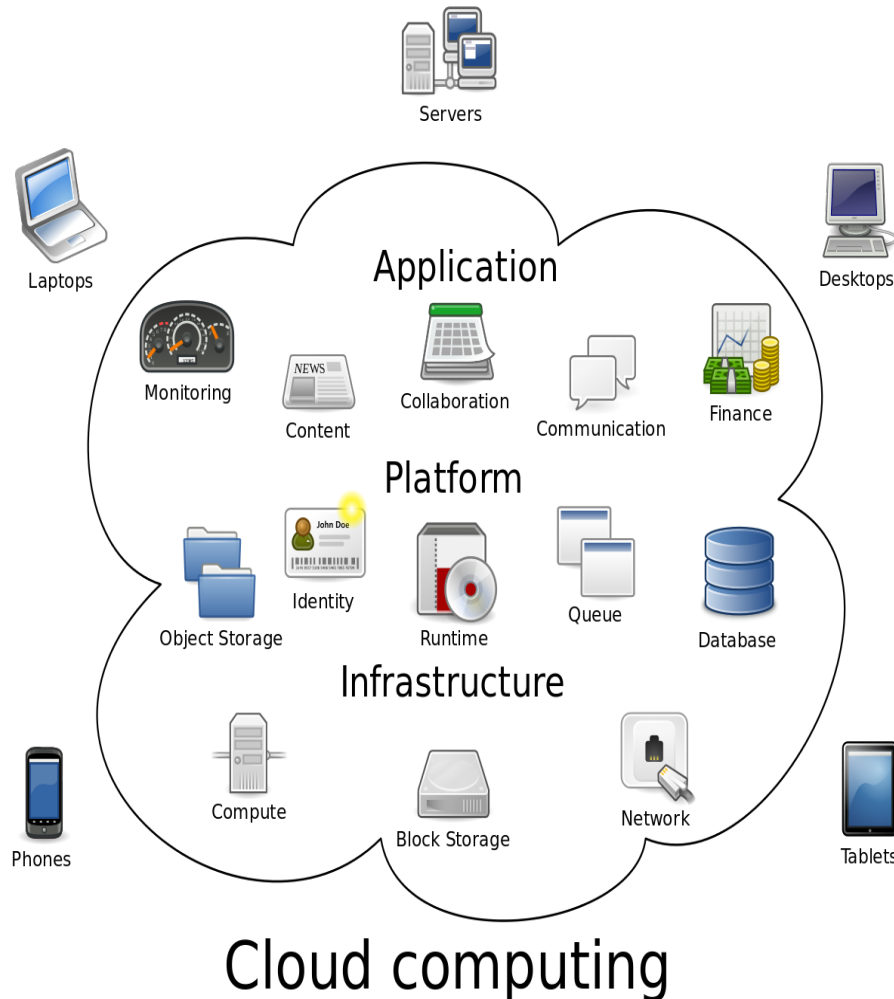 Servers
Laptops
Desktops
Application
Monitoring
NEWS
Content
Collaboration
Communication
Finance
Platform
Object Storage
John Doe
Identity
Runtime
Queue
Database
Infrastructure
Compute
Block Storage
Network
Phones
Tablets
Cloud computing